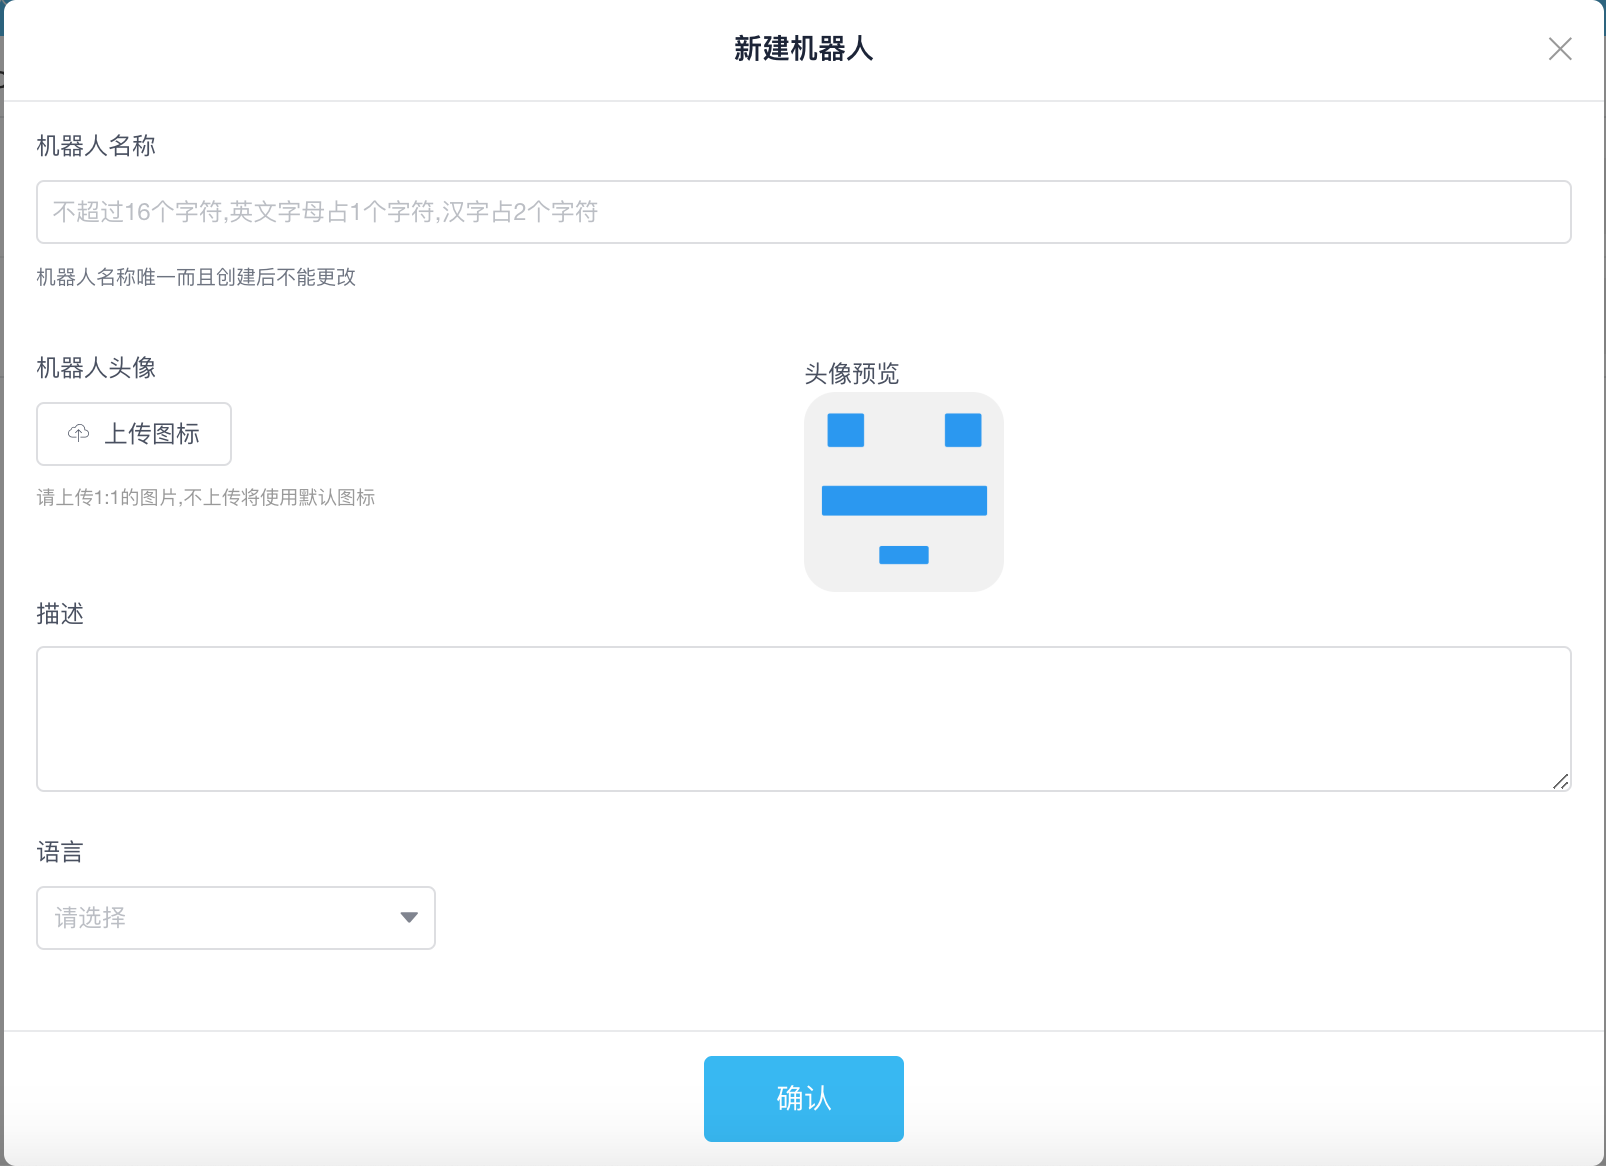 新建机器人
机器人名称
不超过16个字符,英文字母占1个字符,汉字占2个字符
机器人名称唯一而且创建后不能更改
机器人头像
头像预览
上传图标
请上传1:1的图片,不上传将使用默认图标
描述
语言
请选择
确认